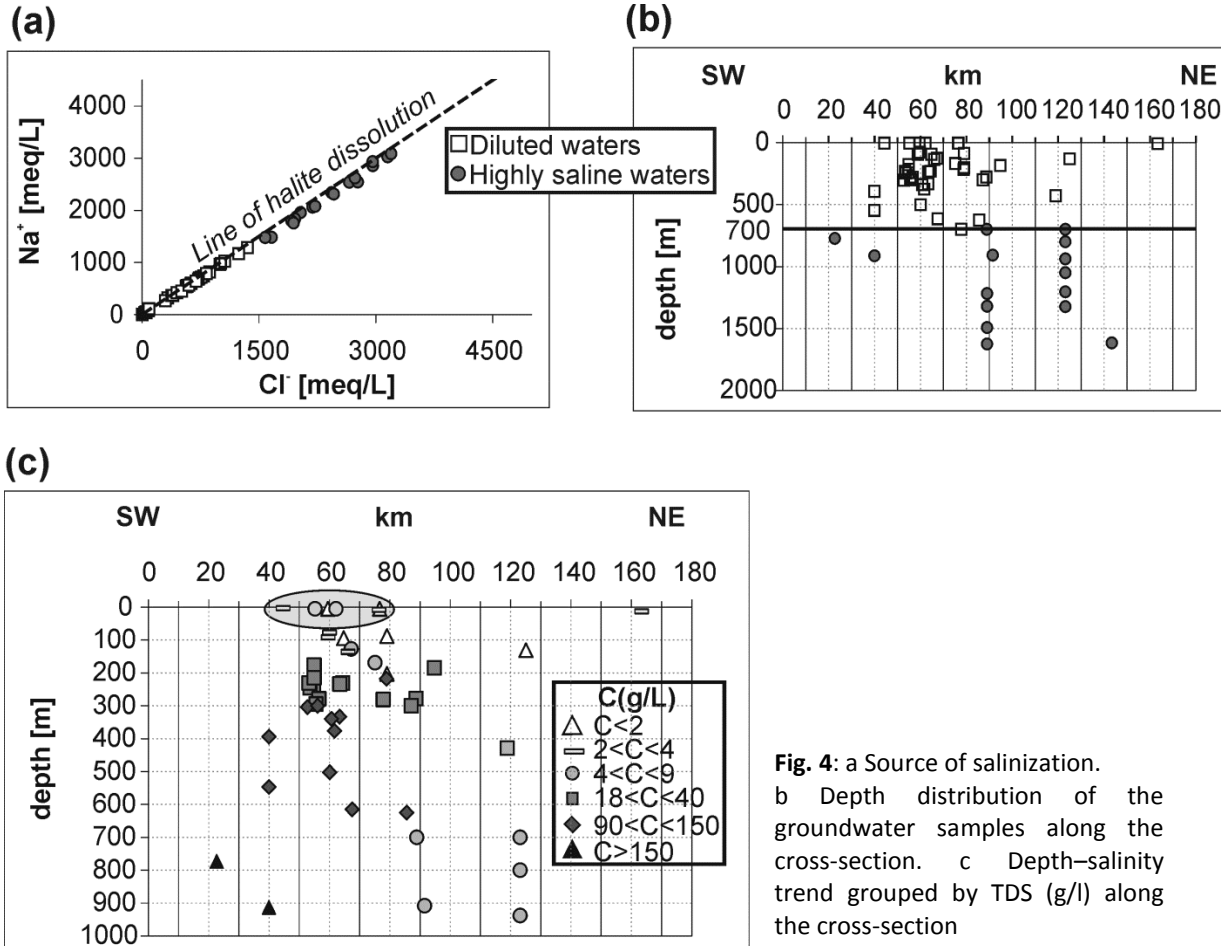 (a)
Na⁺ [meq/L]
4000
3000
2000
1000
0
Line of halite dissolution
0 1500 3000 4500
Cl⁻ [meq/L]
Diluted waters
Highly saline waters
(b)
SW km NE
0 20 40 60 80 100 120 140 160 180
depth [m]
0
500
700
1000
1500
2000
(c)
SW km NE
0 20 40 60 80 100 120 140 160 180
depth [m]
0
100
200
300
400
500
600
700
800
900
1000
C(g/L)
C<2
2<C<4
4<C<9
18<C<40
90<C<150
C>150
Fig. 4: a Source of salinization.
b Depth distribution of the
groundwater samples along the
cross-section. c Depth–salinity
trend grouped by TDS (g/l) along
the cross-section